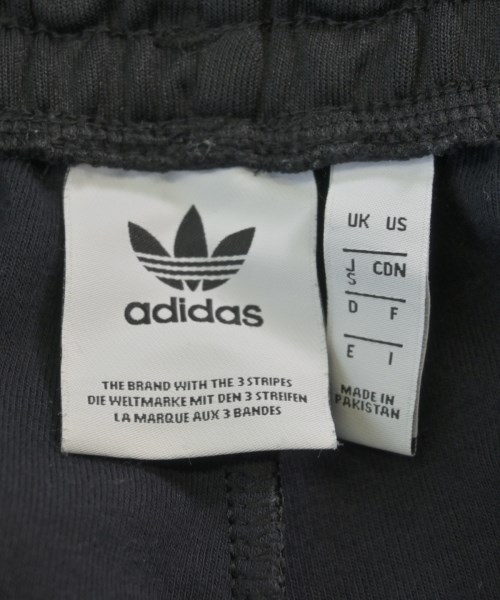 adidas
THE BRAND WITH THE 3 STRIPES
DIE WELTMARKE MIT DEN 3 STREIFEN
LA MARQUE AUX 3 BANDES
UK US
J CDN
S
D F
E I
MADE IN
PAKISTAN